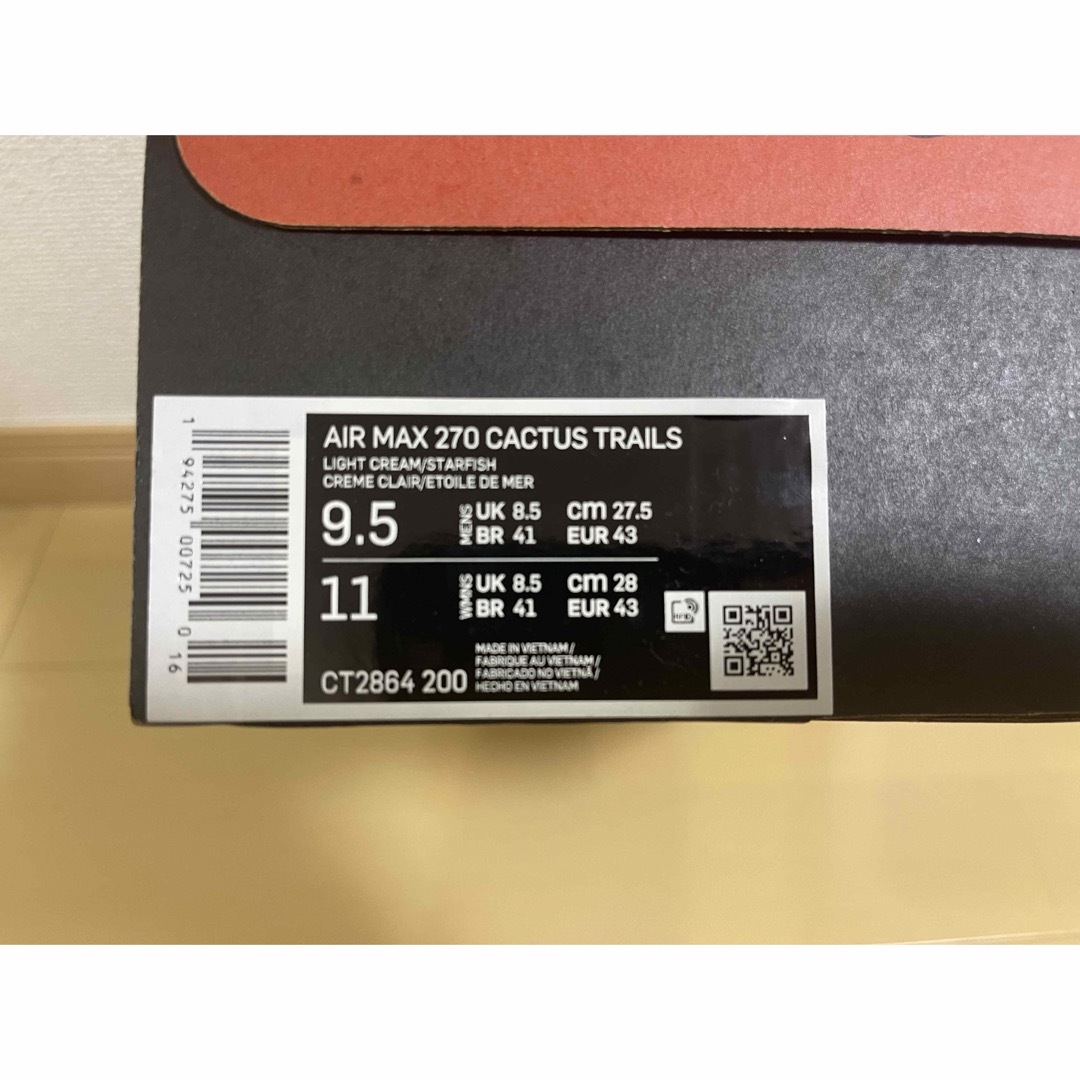 AIR MAX 270 CACTUS TRAILS
LIGHT CREAM/STARFISH
CREME CLAIR/ETOILE DE MER
9.5 MENS UK 8.5 cm 27.5
BR 41 EUR 43
11 WMNS UK 8.5 cm 28
BR 41 EUR 43
CT2864 200
MADE IN VIETNAM/
FABRIQUE AU VIETNAM/
FABRICADO NO VIETNÃ/
HECHO EN VIETNAM
RFID
1 94275 00725 0 16